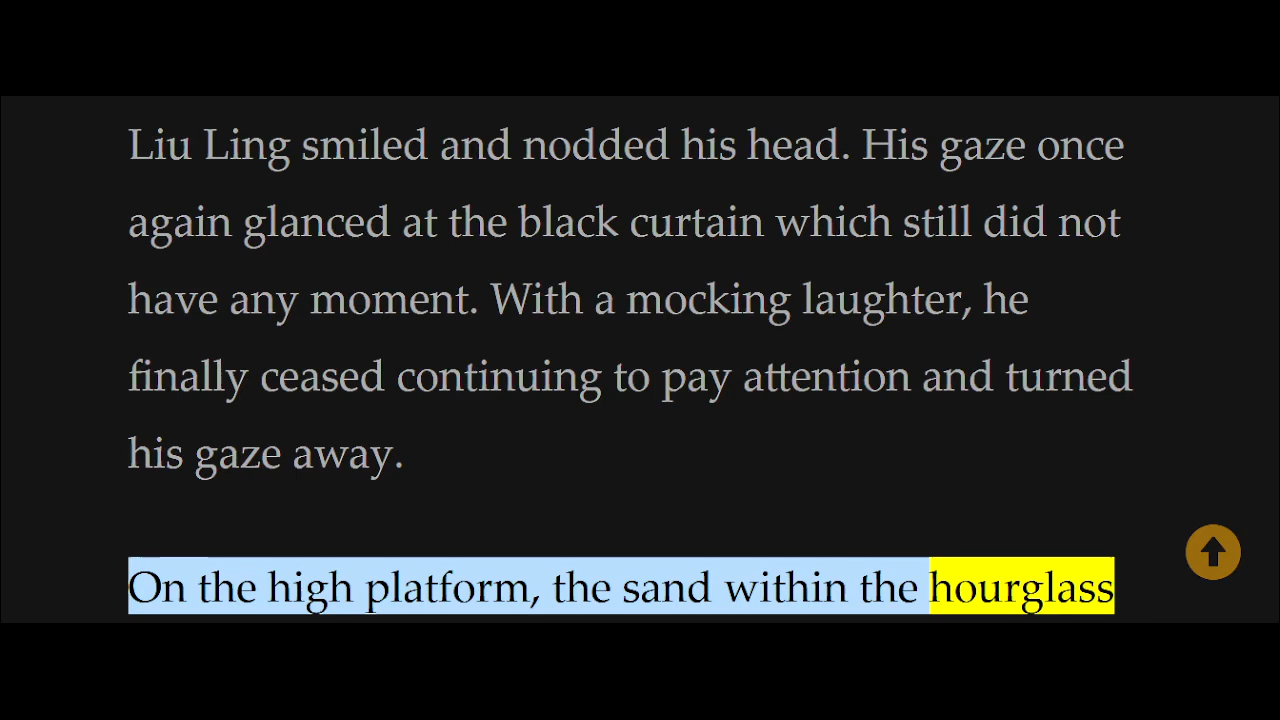 Liu Ling smiled and nodded his head. His gaze once
again glanced at the black curtain which still did not
have any moment. With a mocking laughter, he
finally ceased continuing to pay attention and turned
his gaze away.
On the high platform, the sand within the hourglass